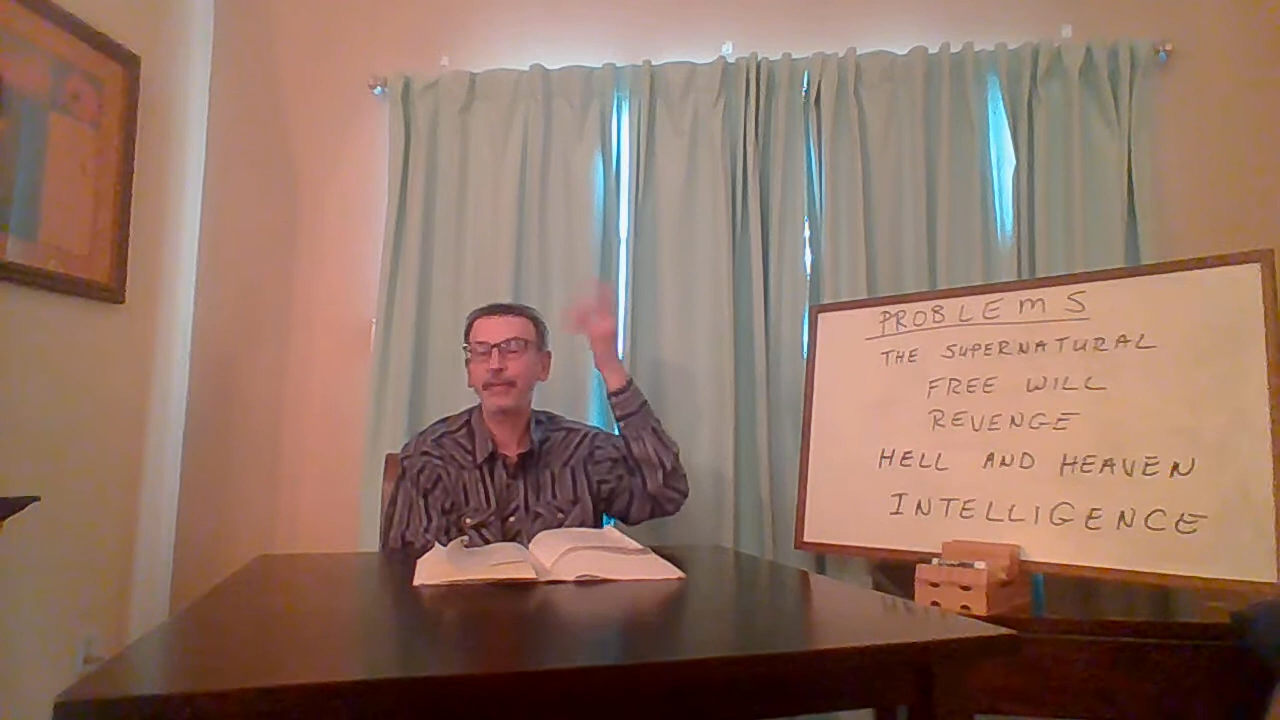 PROBLEMS
THE SUPERNATURAL
FREE WILL
REVENGE
HELL AND HEAVEN
INTELLIGENCE